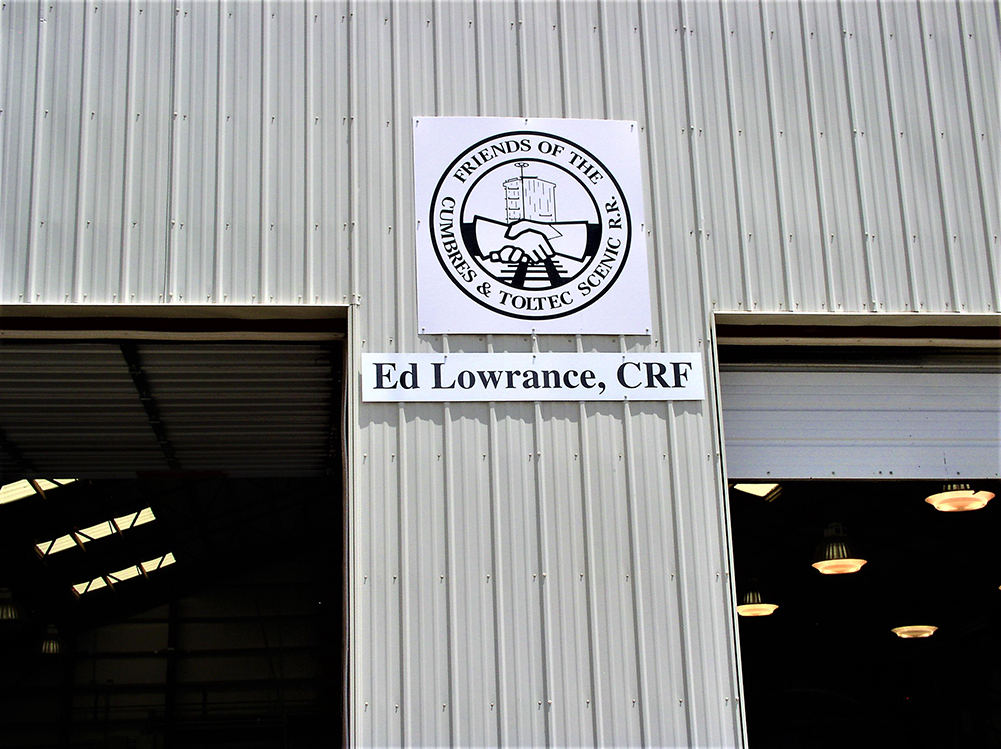 FRIENDS OF THE
CUMBRES & TOLTEC SCENIC R.R.
Ed Lowrance, CRF